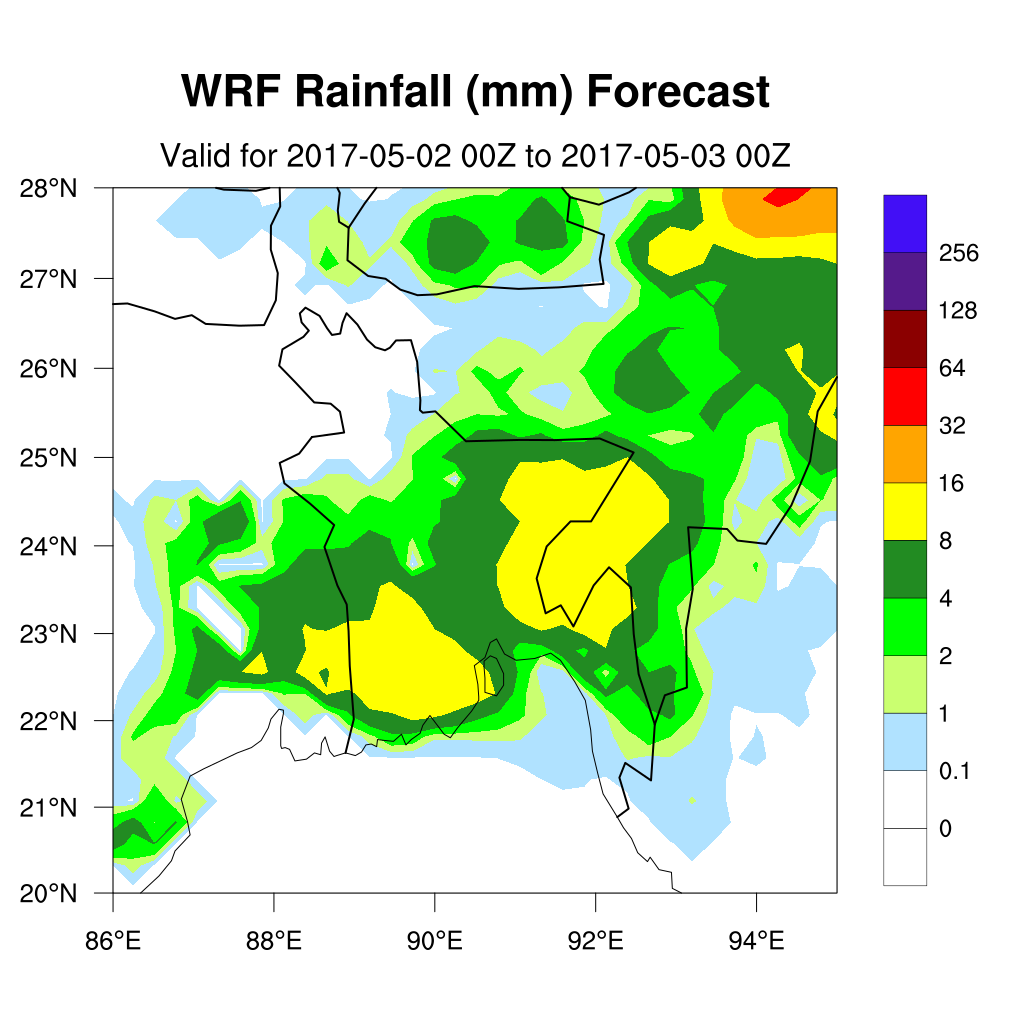 WRF Rainfall (mm) Forecast
Valid for 2017-05-02 00Z to 2017-05-03 00Z
28°N
27°N
26°N
25°N
24°N
23°N
22°N
21°N
20°N
86°E
88°E
90°E
92°E
94°E
256
128
64
32
16
8
4
2
1
0.1
0